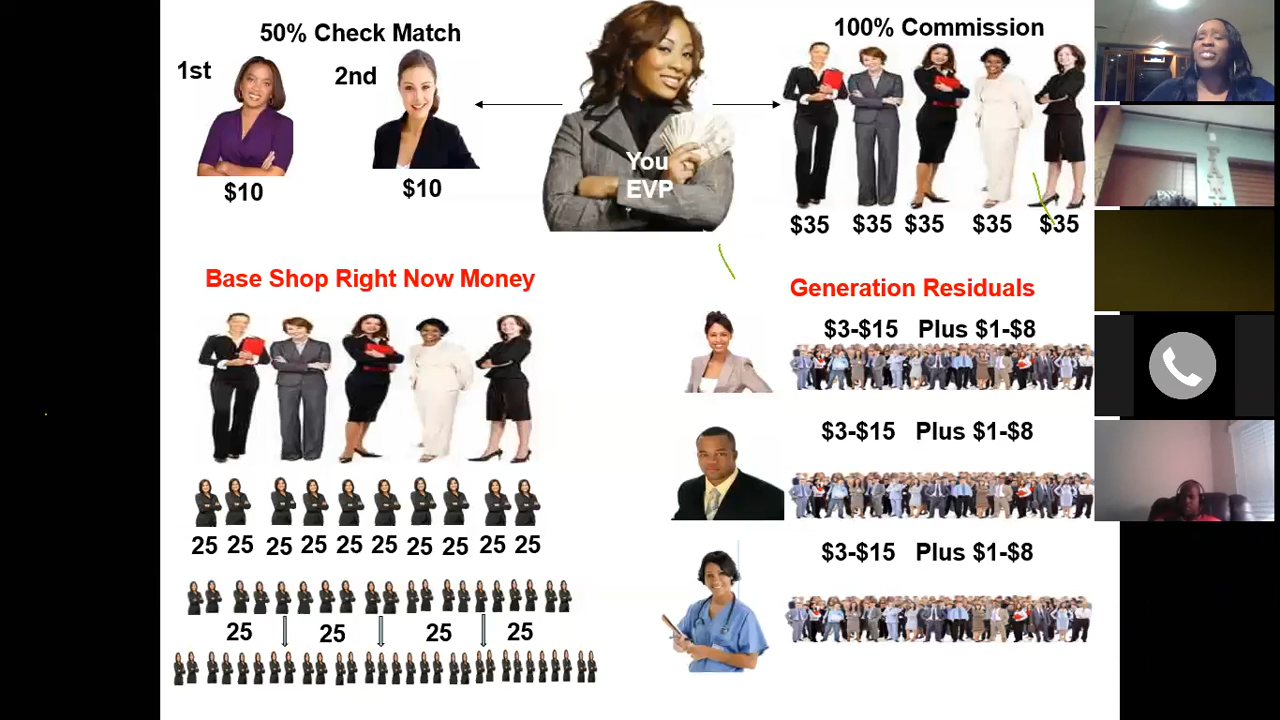 50% Check Match
1st
2nd
$10
$10
You
EVP
100% Commission
$35 $35 $35 $35 $35
Base Shop Right Now Money
25 25 25 25 25 25 25 25 25 25
25 25 25 25
Generation Residuals
$3-$15 Plus $1-$8
$3-$15 Plus $1-$8
$3-$15 Plus $1-$8